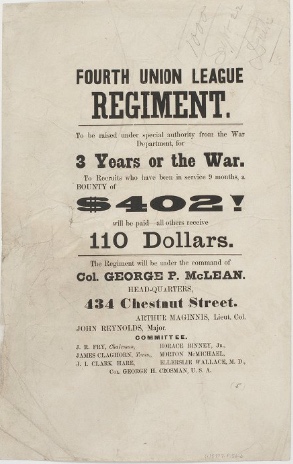 FOURTH UNION LEAGUE
REGIMENT.
To be raised under special authority from the War
Department, for
3 Years or the War.
To Recruits who have been in service 9 months, a
BOUNTY of
$402!
will be paid—all others receive
110 Dollars.
The Regiment will be under the command of
Col. GEORGE P. McLEAN.
HEAD-QUARTERS,
434 Chestnut Street.
ARTHUR MAGINNIS, Lieut. Col.
JOHN REYNOLDS, Major.
COMMITTEE.
J. R. FRY, Chairman, HORACE BINNEY, Jr.,
JAMES CLAGHORN, Treas., MORTON McMICHAEL,
J. I. CLARK HARE, ELLERSLIE WALLACE, M. D.,
Col. GEORGE H. CROSMAN, U. S. A.